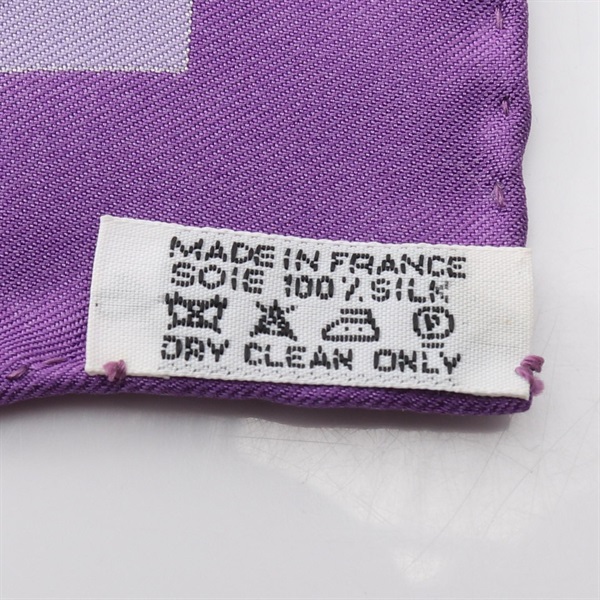 MADE IN FRANCE
SOIE 100% SILK
DRY CLEAN ONLY